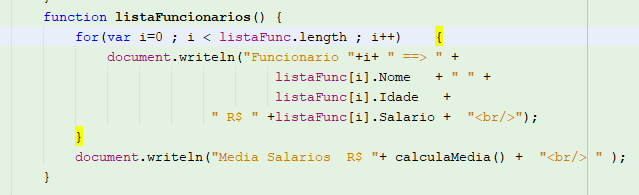 function listaFuncionarios() {
for(var i=0 ; i < listaFunc.length ; i++) {
document.writeln("Funcionario "+i+ " ==> " +
listaFunc[i].Nome + " " +
listaFunc[i].Idade +
" R$ " +listaFunc[i].Salario + "<br/>");
}
document.writeln("Media Salarios R$ "+ calculaMedia() + "<br/> " );
}